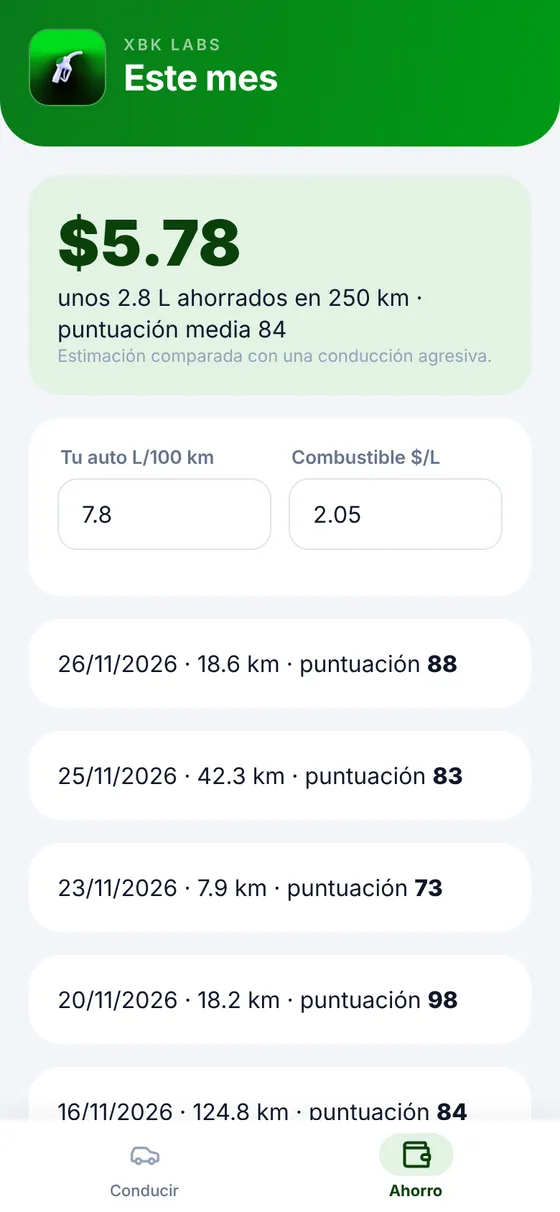 XBK LABS
Este mes
$5.78
unos 2.8 L ahorrados en 250 km ·
puntuación media 84
Estimación comparada con una conducción agresiva.
Tu auto L/100 km
Combustible $/L
7.8
2.05
26/11/2026 · 18.6 km · puntuación 88
25/11/2026 · 42.3 km · puntuación 83
23/11/2026 · 7.9 km · puntuación 73
20/11/2026 · 18.2 km · puntuación 98
16/11/2026 · 124.8 km · puntuación 84
Conducir
Ahorro